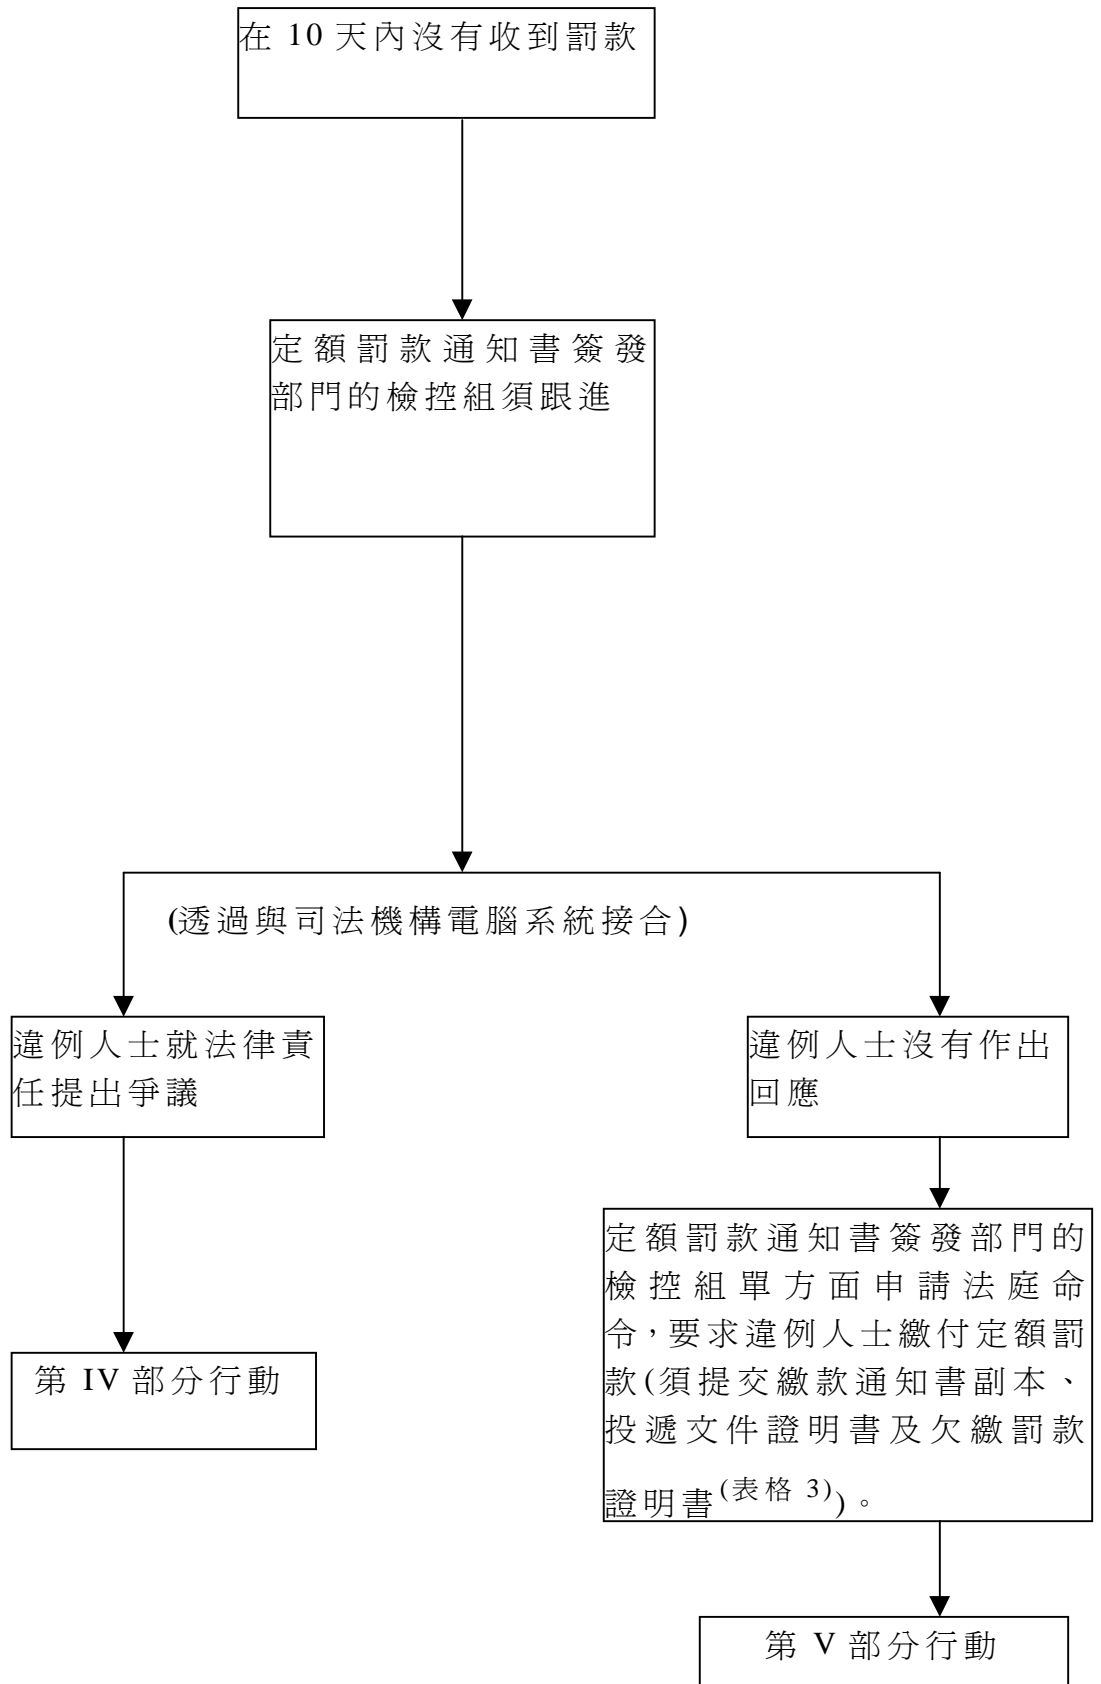 在 10 天內沒有收到罰款
定額罰款通知書簽發
部門的檢控組須跟進
(透過與司法機構電腦系統接合)
違例人士就法律責
任提出爭議
違例人士沒有作出
回應
第 IV 部分行動
定額罰款通知書簽發部門的
檢控組單方面申請法庭命
令，要求違例人士繳付定額罰
款(須提交繳款通知書副本、
投遞文件證明書及欠繳罰款
證明書(表格 3))。
第 V 部分行動